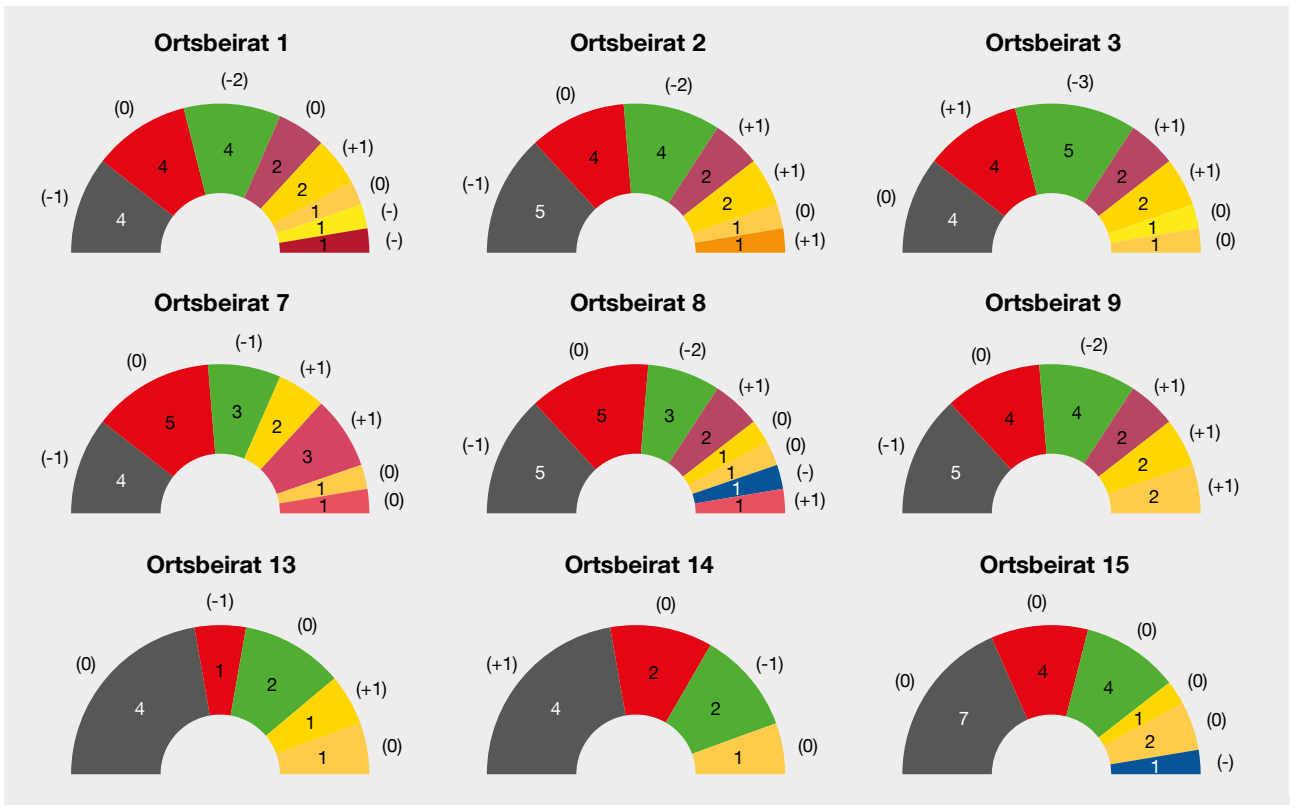 Ortsbeirat 1
(-1) (0) (-2) (0) (+1) (0) (-) (-)
4 4 4 2 2 1 1 1
Ortsbeirat 2
(-1) (0) (-2) (+1) (+1) (0) (+1)
5 4 4 2 2 1 1
Ortsbeirat 3
(0) (+1) (-3) (+1) (+1) (0) (0)
4 4 5 2 2 1 1
Ortsbeirat 7
(-1) (0) (-1) (+1) (+1) (0) (0)
4 5 3 2 3 1 1
Ortsbeirat 8
(-1) (0) (-2) (+1) (0) (0) (-) (+1)
5 5 3 2 1 1 1 1
Ortsbeirat 9
(-1) (0) (-2) (+1) (+1) (+1)
5 4 4 2 2 2
Ortsbeirat 13
(0) (-1) (0) (+1) (0)
4 1 2 1 1
Ortsbeirat 14
(+1) (0) (-1) (0)
4 2 2 1
Ortsbeirat 15
(0) (0) (0) (0) (0) (-)
7 4 4 1 2 1